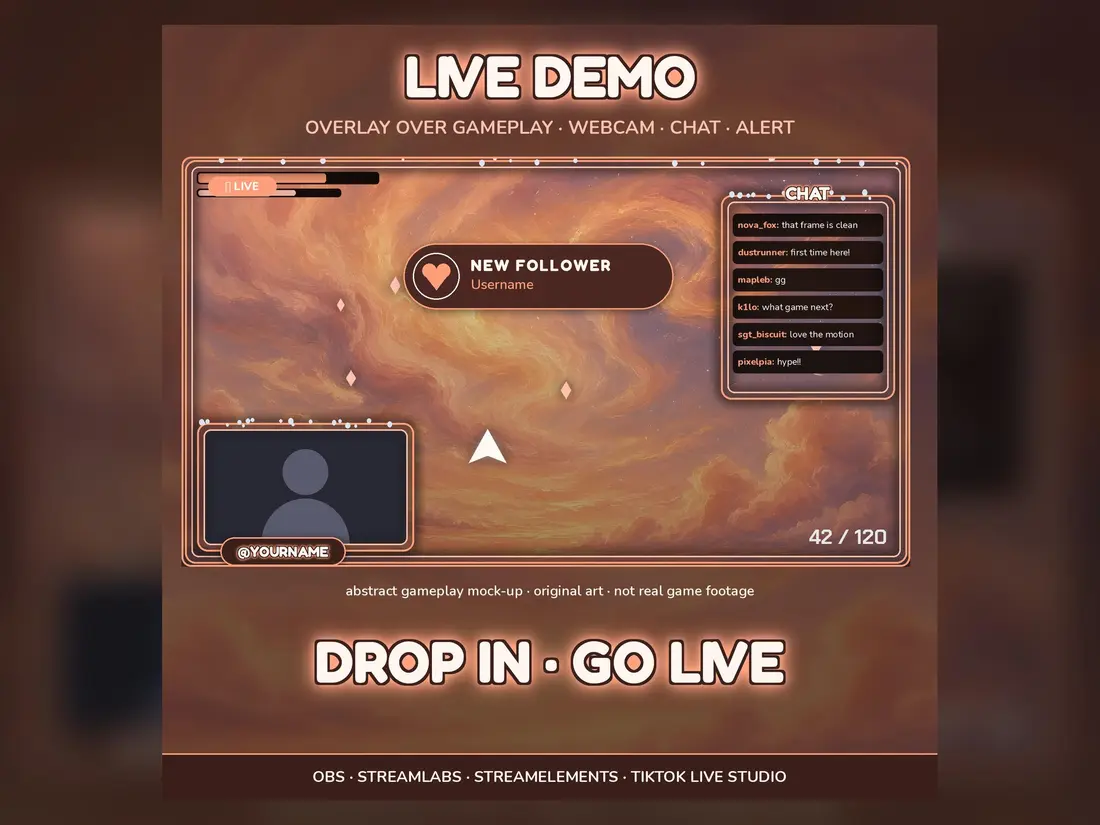 LIVE DEMO
OVERLAY OVER GAMEPLAY · WEBCAM · CHAT · ALERT
LIVE
CHAT
nova_fox: that frame is clean
dustrunner: first time here!
mapleb: gg
k1lo: what game next?
sgt_biscuit: love the motion
pixelpia: hype!!
NEW FOLLOWER
Username
@YOURNAME
42 / 120
abstract gameplay mock-up · original art · not real game footage
DROP IN · GO LIVE
OBS · STREAMLABS · STREAMELEMENTS · TIKTOK LIVE STUDIO